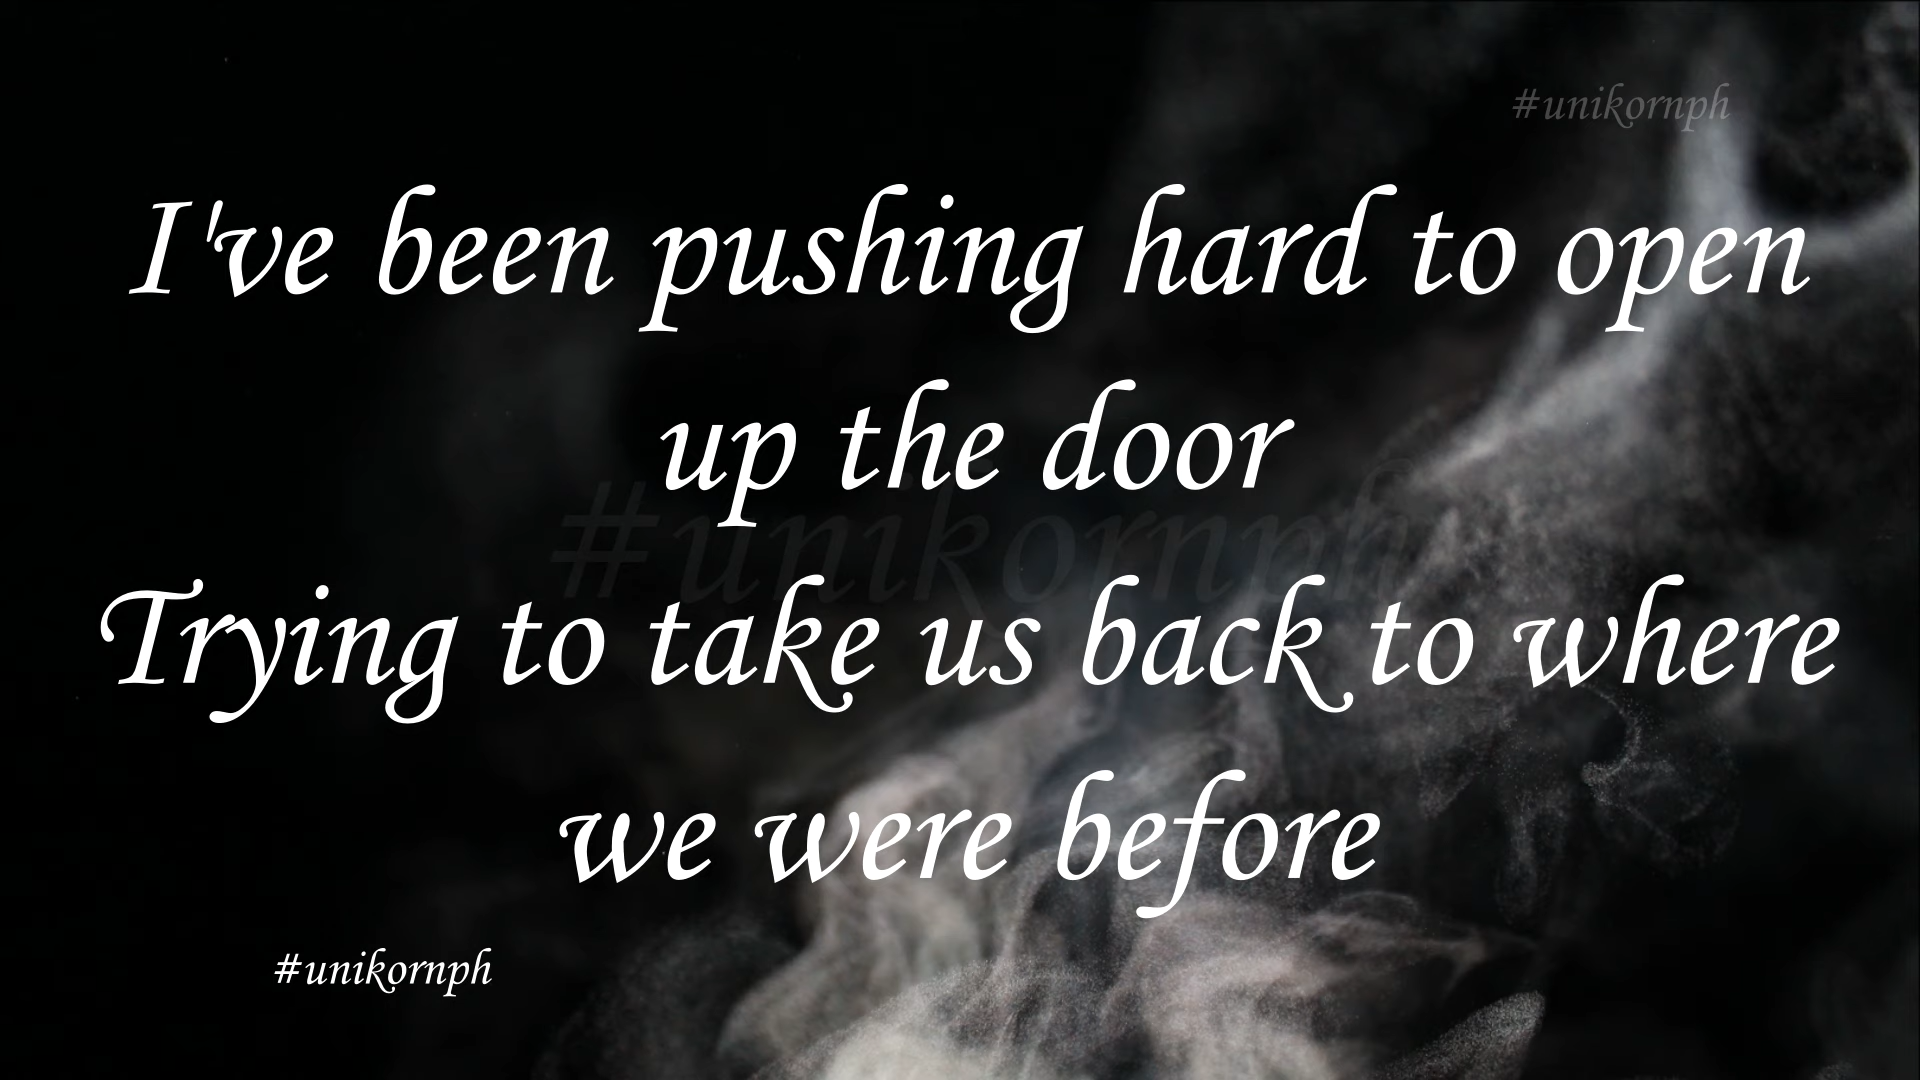 #unikornph
I've been pushing hard to open
up the door
#unikornph
Trying to take us back to where
we were before
#unikornph